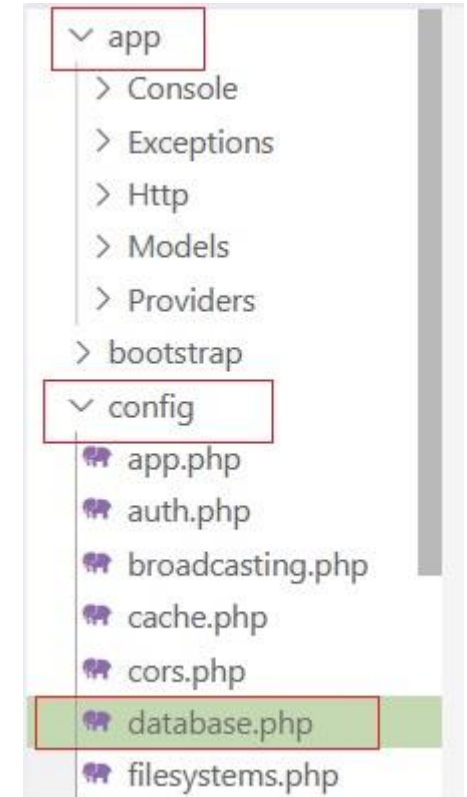 app
Console
Exceptions
Http
Models
Providers
bootstrap
config
app.php
auth.php
broadcasting.php
cache.php
cors.php
database.php
filesystems.php